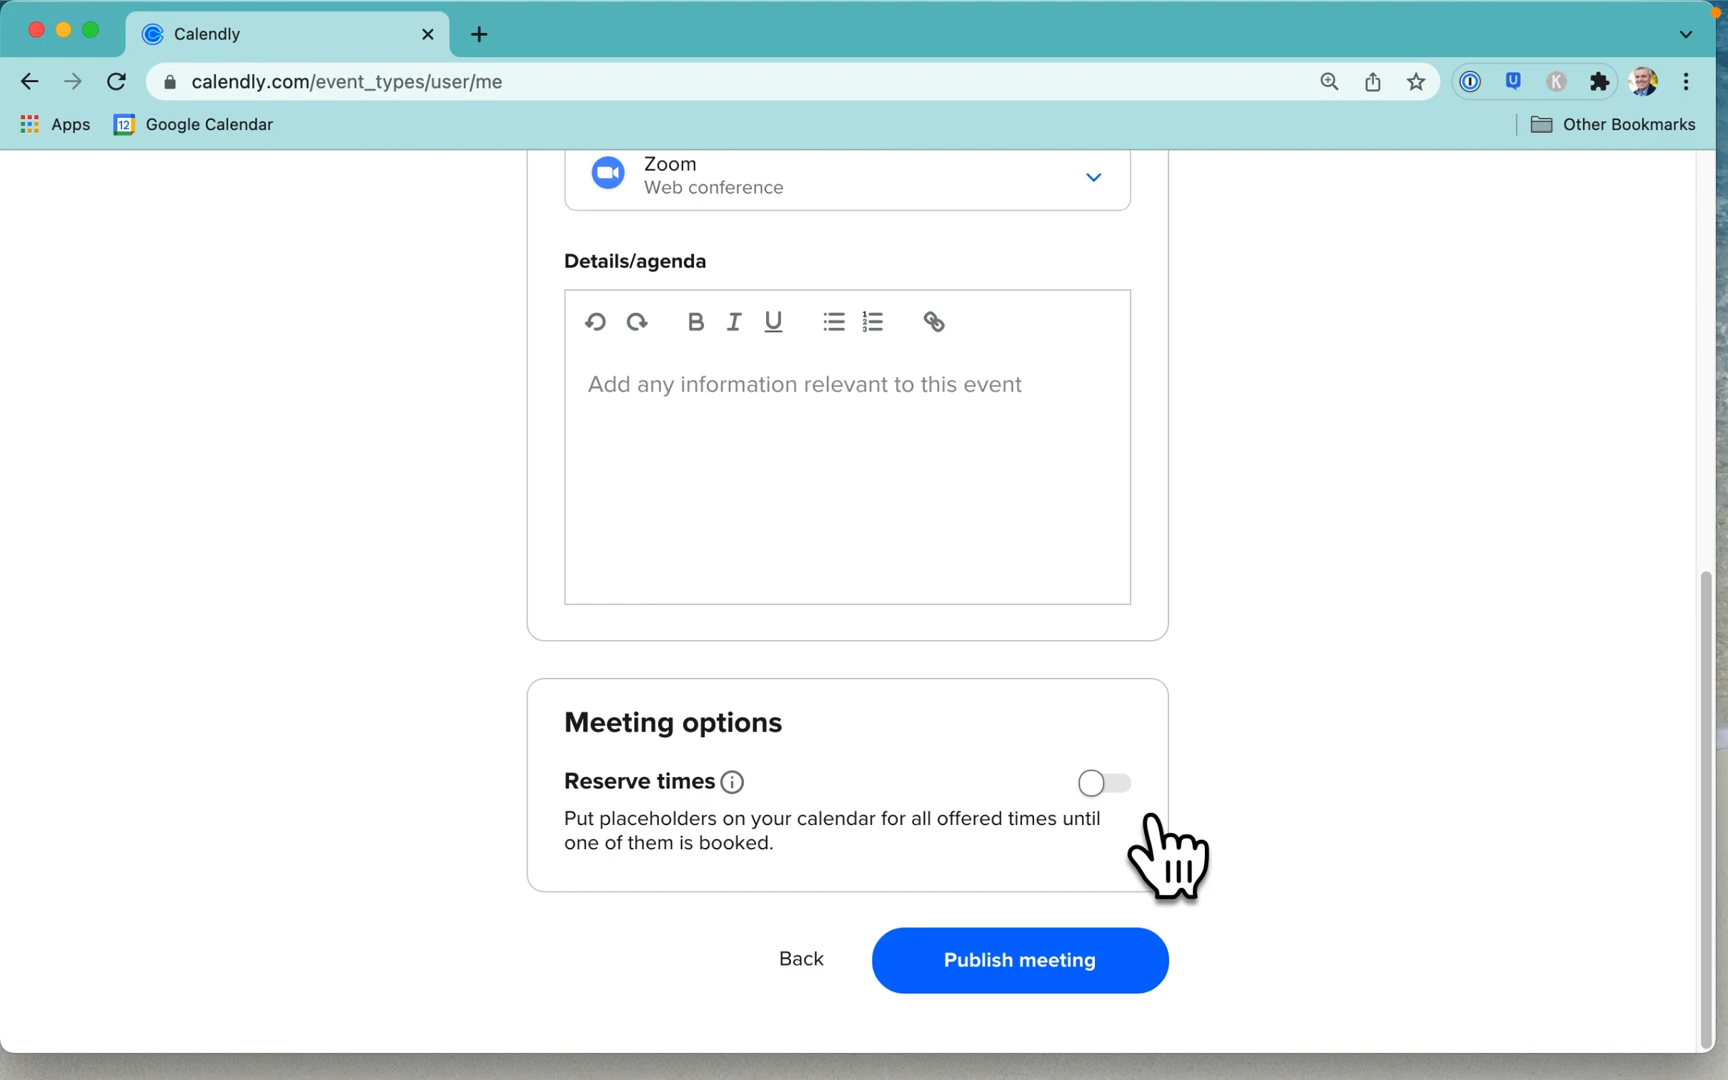 Calendly
calendly.com/event_types/user/me
K
Apps
12
Google Calendar
Other Bookmarks
Zoom
Web conference
Details/agenda
B I U
Add any information relevant to this event
Meeting options
Reserve times
Put placeholders on your calendar for all offered times until
one of them is booked.
Back
Publish meeting